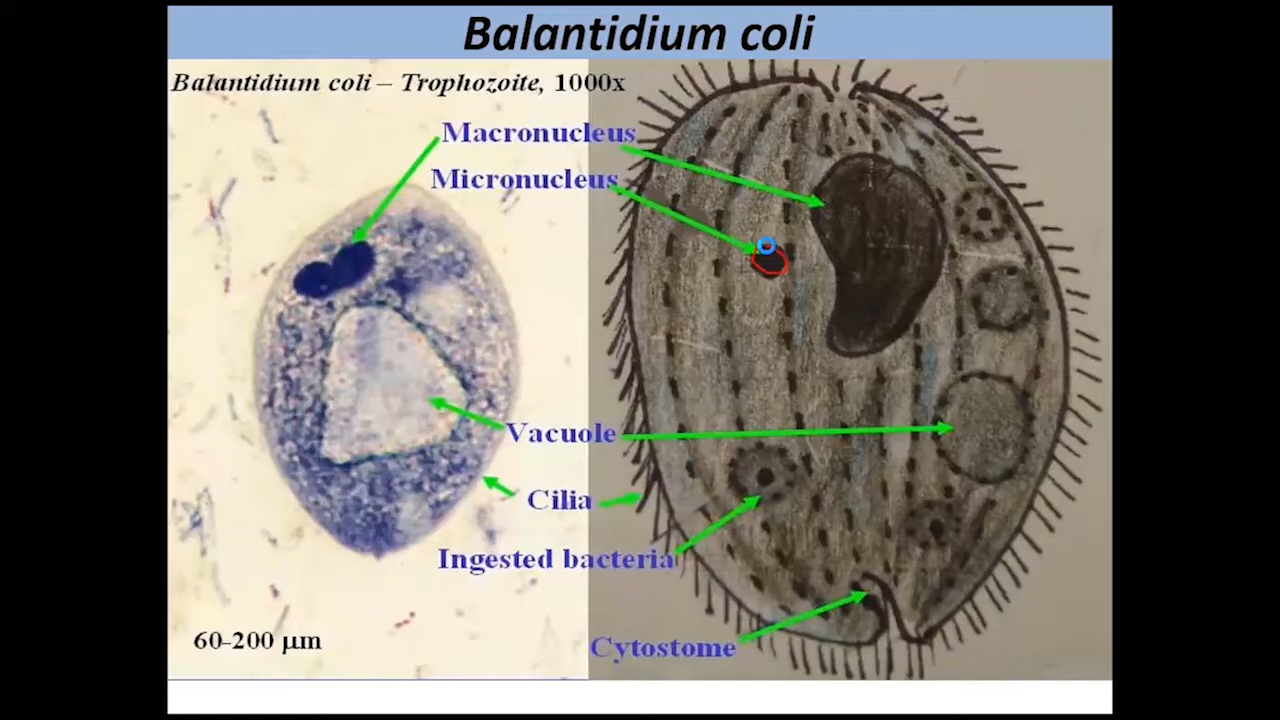 Balantidium coli
Balantidium coli – Trophozoite, 1000x
Macronucleus
Micronucleus
Vacuole
Cilia
Ingested bacteria
60-200 µm
Cytostome